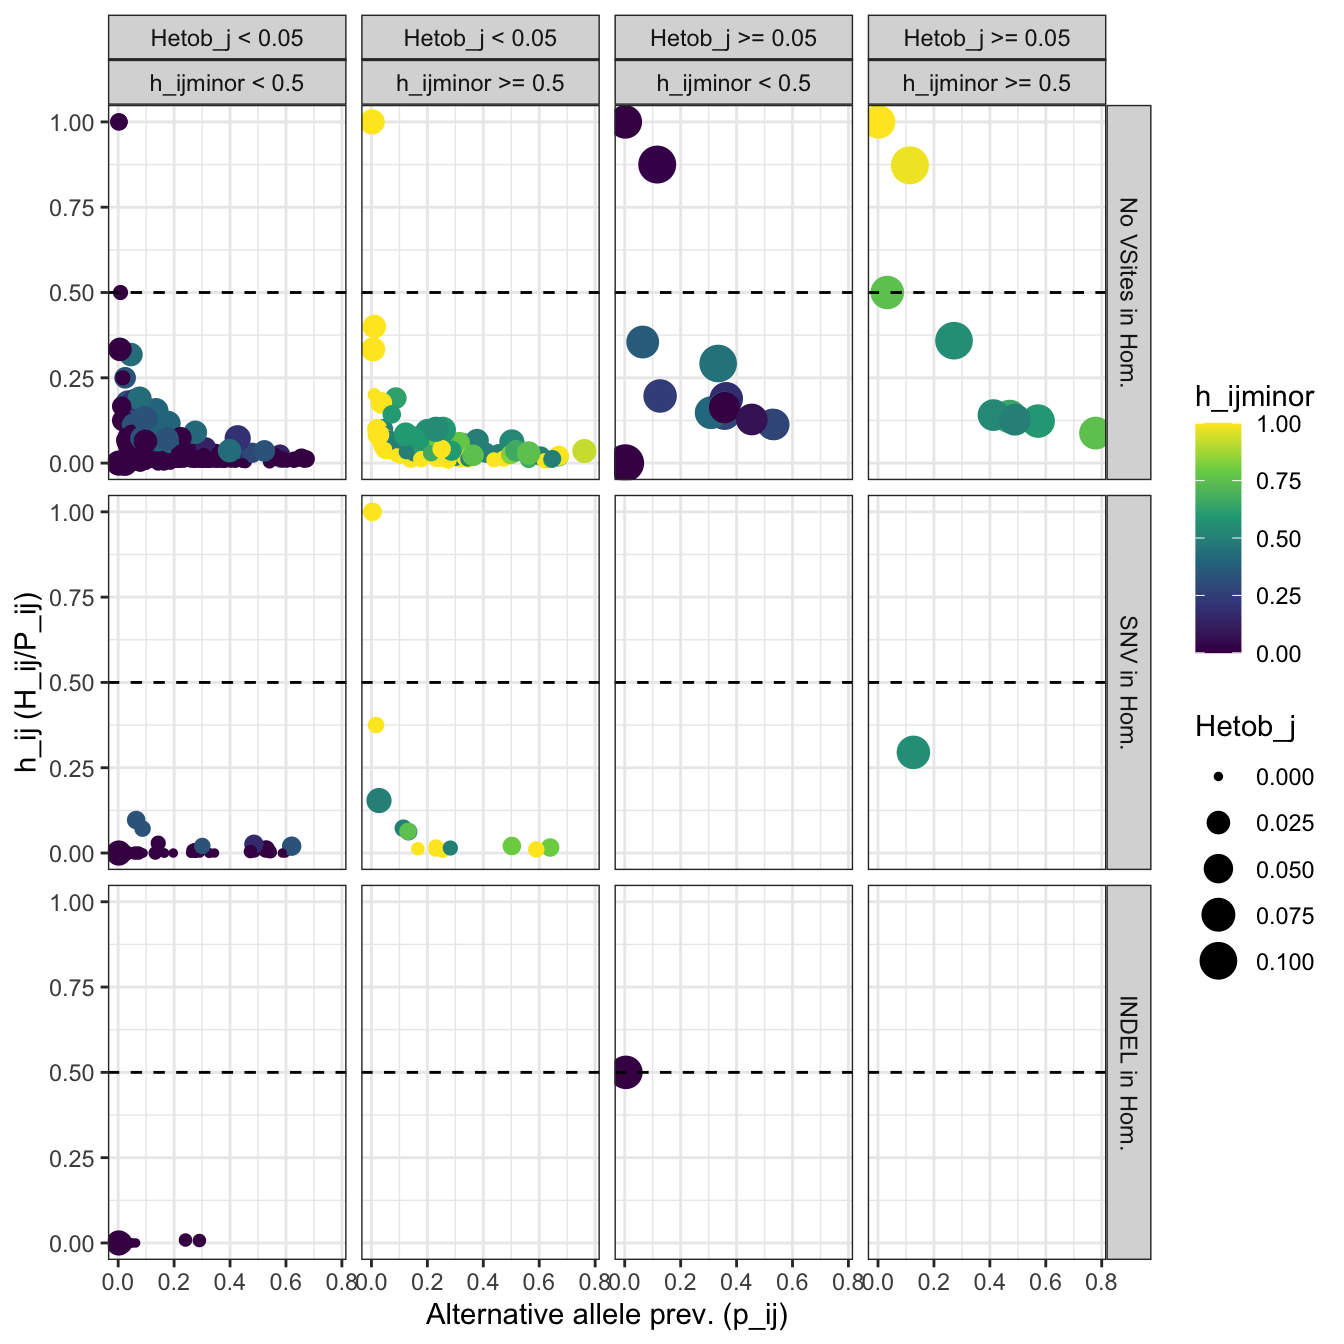 Hetob_j < 0.05
Hetob_j < 0.05
Hetob_j >= 0.05
Hetob_j >= 0.05
h_ijminor < 0.5
h_ijminor >= 0.5
h_ijminor < 0.5
h_ijminor >= 0.5
h_ij (H_ij/P_ij)
1.00
0.75
0.50
0.25
0.00
No VSites in Hom.
1.00
0.75
0.50
0.25
0.00
SNV in Hom.
1.00
0.75
0.50
0.25
0.00
INDEL in Hom.
0.0 0.2 0.4 0.6 0.8
0.0 0.2 0.4 0.6 0.8
0.0 0.2 0.4 0.6 0.8
0.0 0.2 0.4 0.6 0.8
Alternative allele prev. (p_ij)
h_ijminor
1.00
0.75
0.50
0.25
0.00
Hetob_j
0.000
0.025
0.050
0.075
0.100